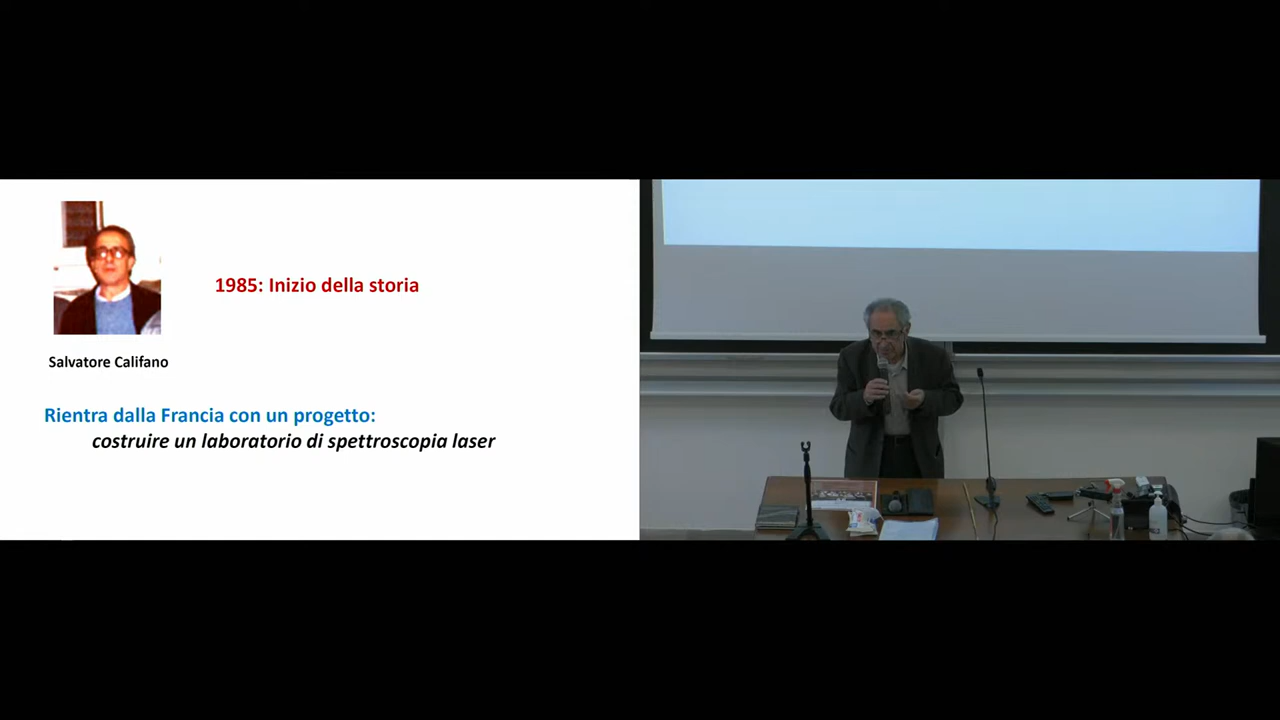 1985: Inizio della storia
Salvatore Califano
Rientra dalla Francia con un progetto:
costruire un laboratorio di spettroscopia laser